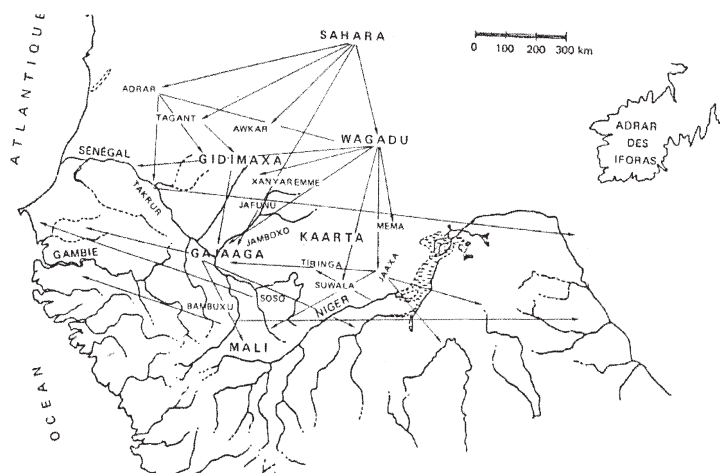 SAHARA
0 100 200 300 km
ATLANTIQUE
ADRAR
TAGANT
AWKAR
WAGADU
ADRAR
DES
IFORAS
SÉNÉGAL
GIDIMAXA
XANYAREMME
TAKRUR
JAFUNU
MEMA
KAARTA
JAMBOXO
GAJAAGA
GAMBIE
TIBINGA
JAAXA
SUWALA
SOSO
BAMBUXU
NIGER
MALI
OCEAN